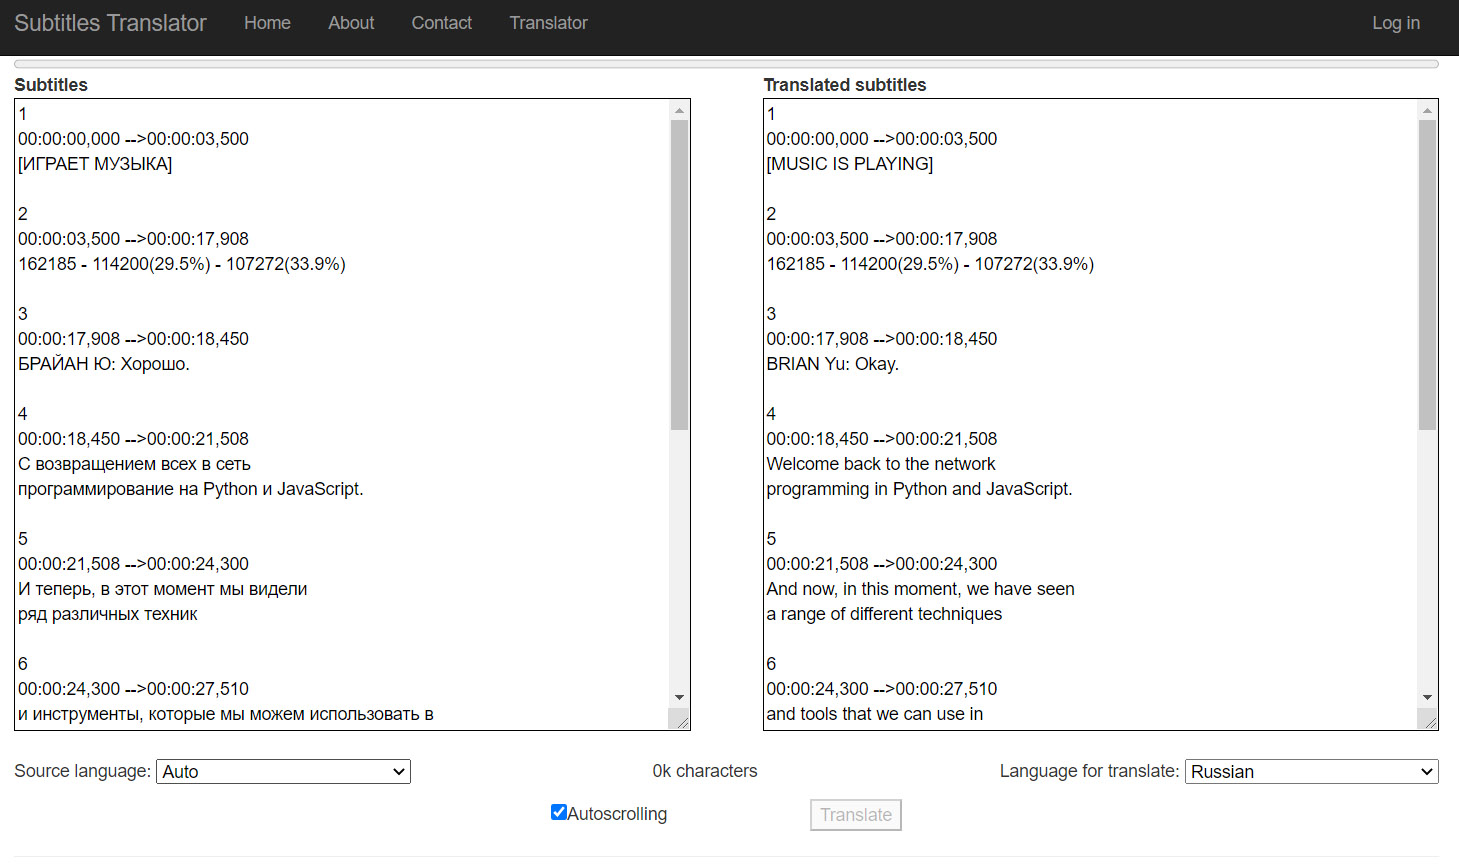 Subtitles Translator Home About Contact Translator Log in
Subtitles
1
00:00:00,000 -->00:00:03,500
[ИГРАЕТ МУЗЫКА]
2
00:00:03,500 -->00:00:17,908
162185 - 114200(29.5%) - 107272(33.9%)
3
00:00:17,908 -->00:00:18,450
БРАЙАН Ю: Хорошо.
4
00:00:18,450 -->00:00:21,508
С возвращением всех в сеть
программирование на Python и JavaScript.
5
00:00:21,508 -->00:00:24,300
И теперь, в этот момент мы видели
ряд различных техник
6
00:00:24,300 -->00:00:27,510
и инструменты, которые мы можем использовать в
Translated subtitles
1
00:00:00,000 -->00:00:03,500
[MUSIC IS PLAYING]
2
00:00:03,500 -->00:00:17,908
162185 - 114200(29.5%) - 107272(33.9%)
3
00:00:17,908 -->00:00:18,450
BRIAN Yu: Okay.
4
00:00:18,450 -->00:00:21,508
Welcome back to the network
programming in Python and JavaScript.
5
00:00:21,508 -->00:00:24,300
And now, in this moment, we have seen
a range of different techniques
6
00:00:24,300 -->00:00:27,510
and tools that we can use in
Source language: Auto 0k characters Language for translate: Russian
Autoscrolling Translate